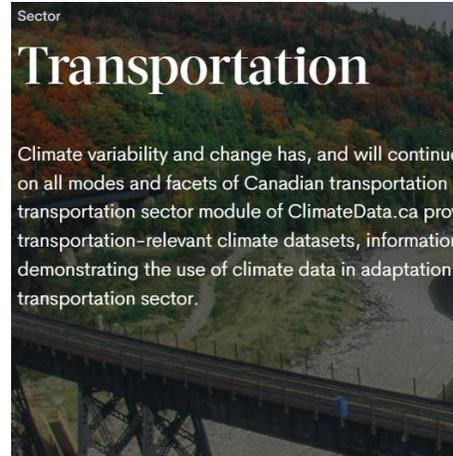 Sector
Transportation
Climate variability and change has, and will continue
on all modes and facets of Canadian transportation
transportation sector module of ClimateData.ca prov
transportation-relevant climate datasets, information
demonstrating the use of climate data in adaptation
transportation sector.